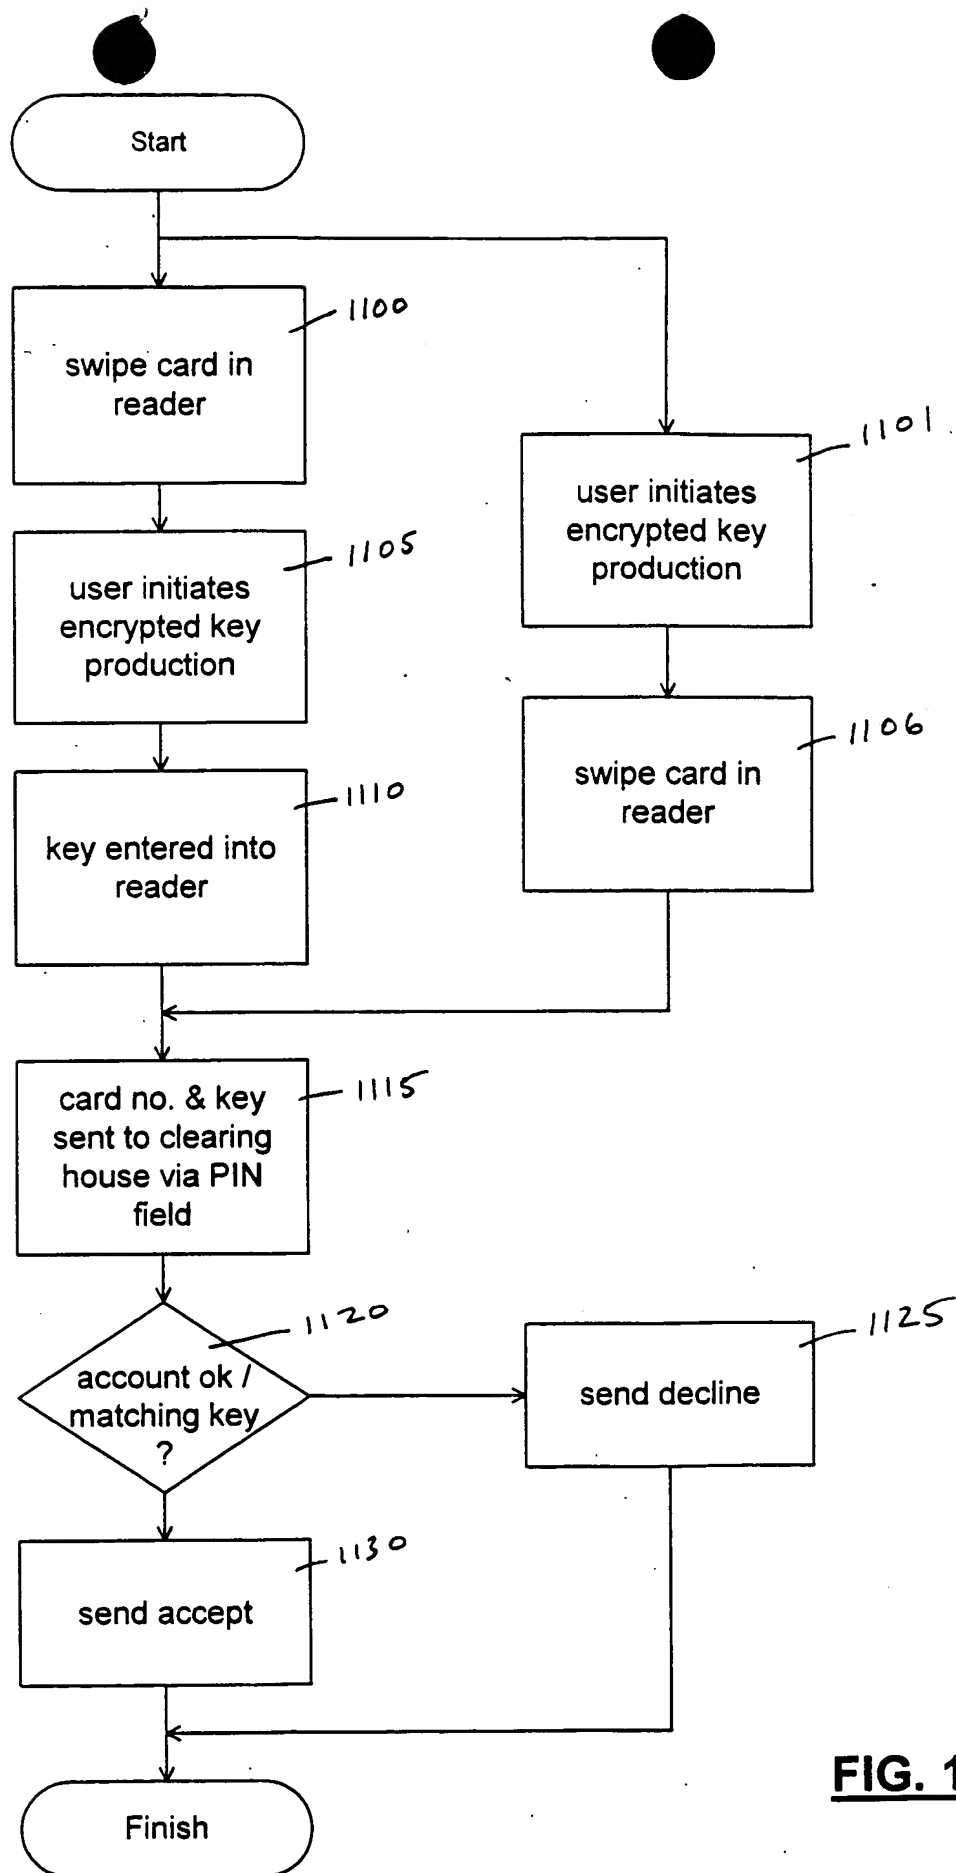 Start
1100
swipe card in
reader
1101
user initiates
encrypted key
production
1105
user initiates
encrypted key
production
1106
swipe card in
reader
1110
key entered into
reader
1115
card no. & key
sent to clearing
house via PIN
field
1120
account ok /
matching key
?
1125
send decline
1130
send accept
FIG. 1
Finish